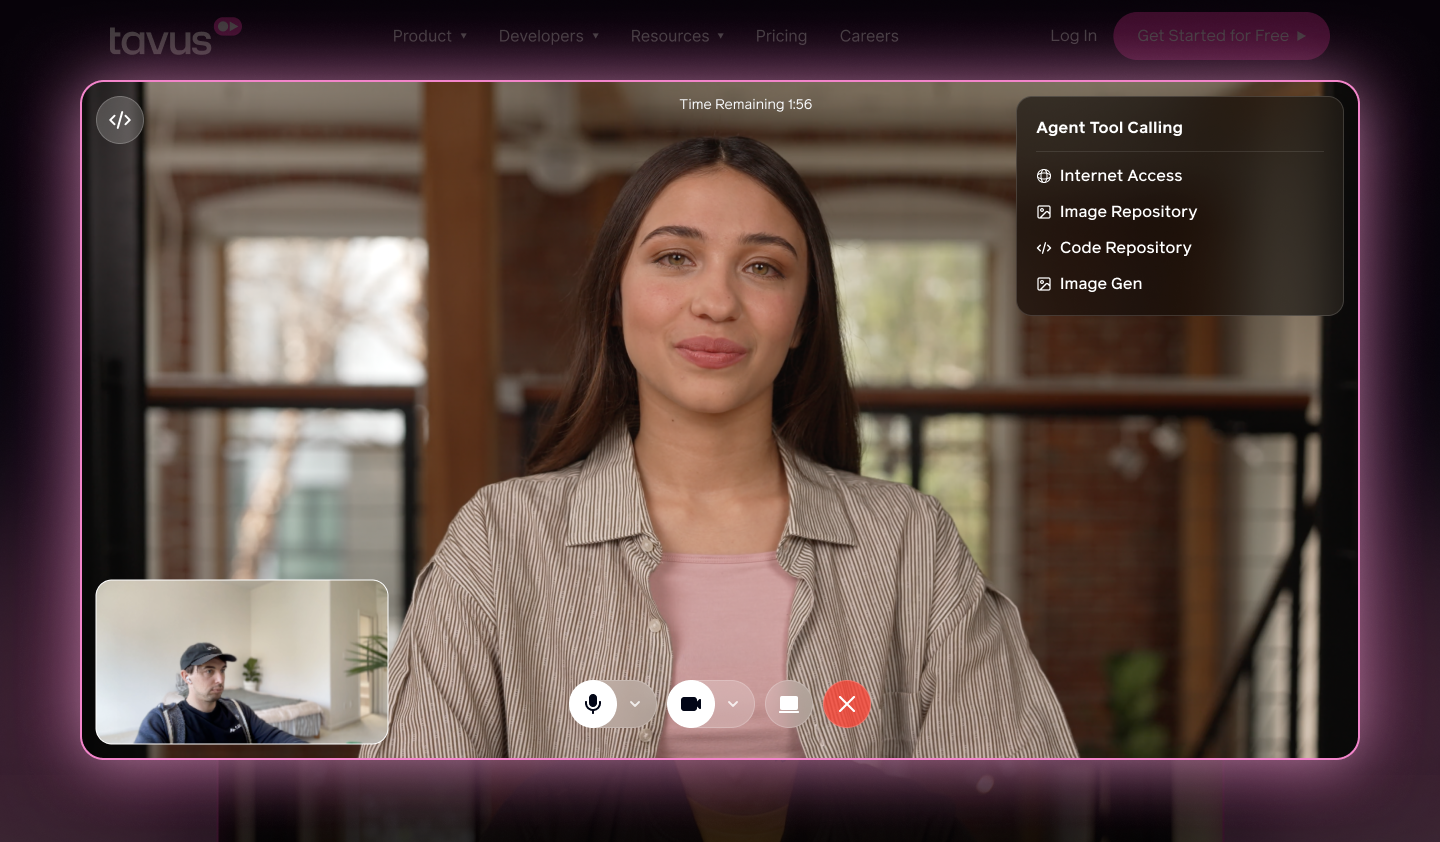 tavus
Product
Developers
Resources
Pricing
Careers
Log In
Get Started for Free
Time Remaining 1:56
Agent Tool Calling
Internet Access
Image Repository
Code Repository
Image Gen